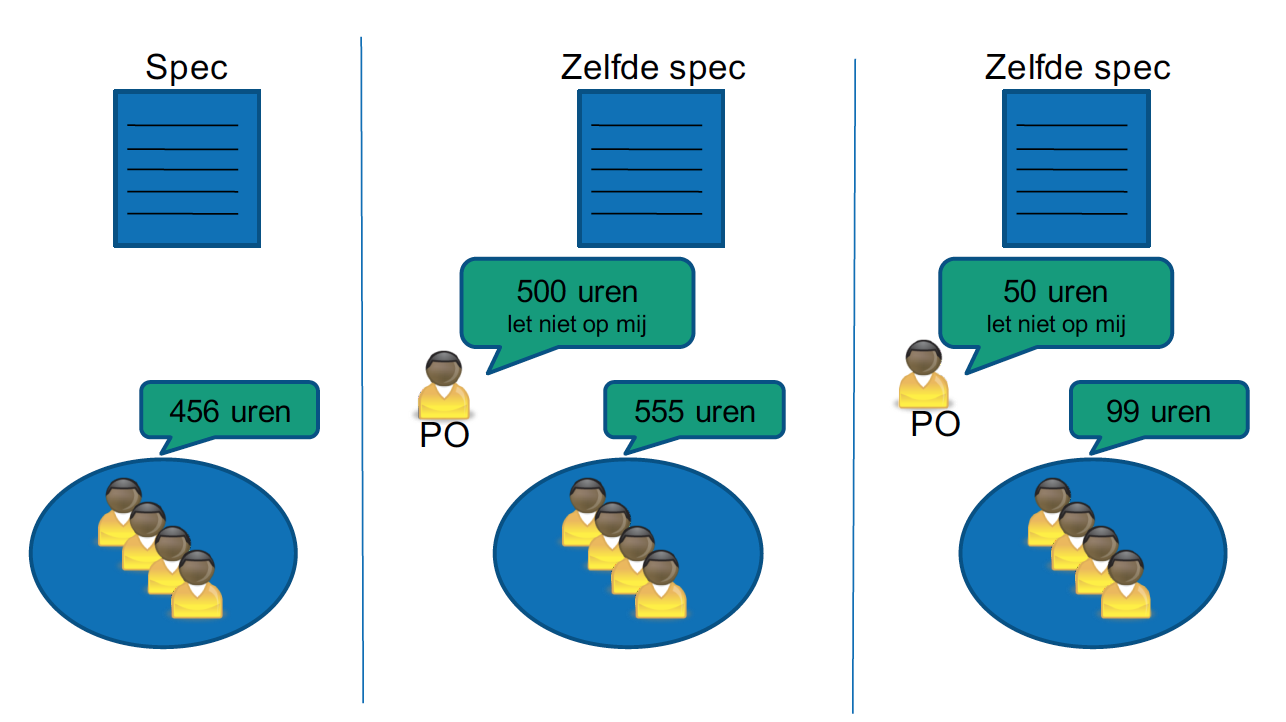 Spec
456 uren
Zelfde spec
500 uren
let niet op mij
PO
555 uren
Zelfde spec
50 uren
let niet op mij
PO
99 uren